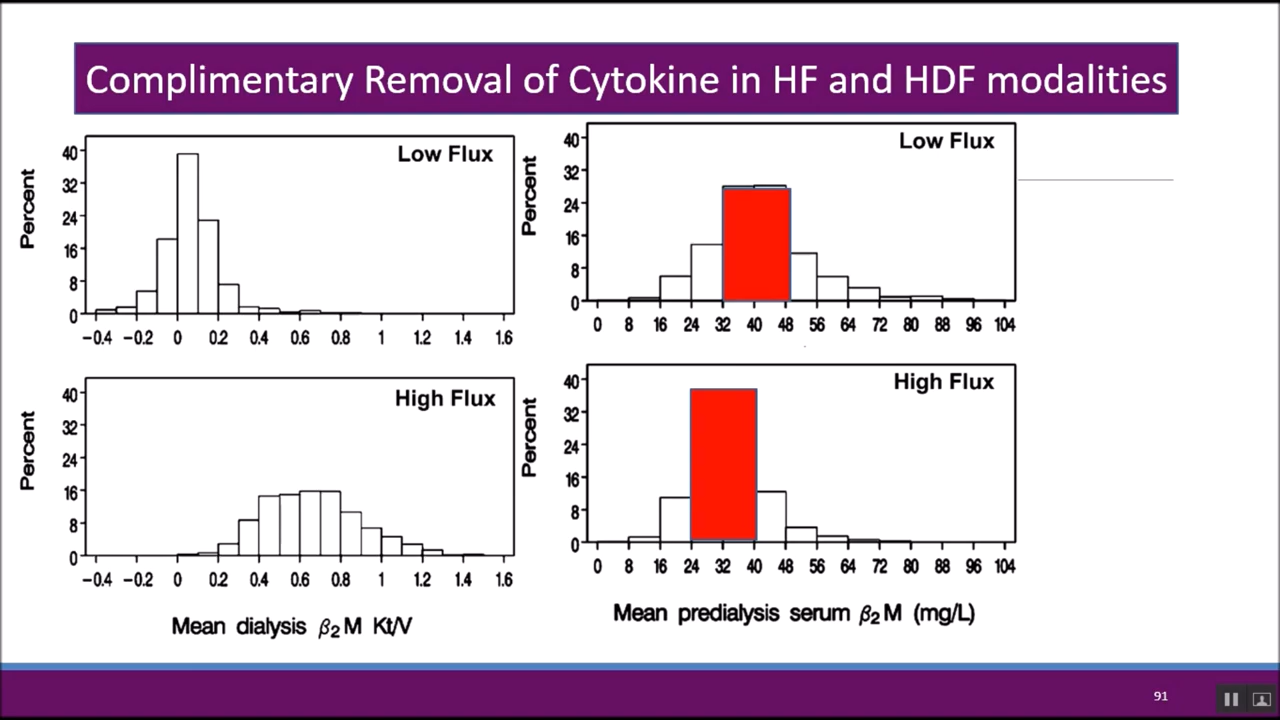 Complimentary Removal of Cytokine in HF and HDF modalities
Low Flux
Percent
40
32
24
16
8
0
−0.4 −0.2 0 0.2 0.4 0.6 0.8 1 1.2 1.4 1.6
High Flux
Percent
40
32
24
16
8
0
−0.4 −0.2 0 0.2 0.4 0.6 0.8 1 1.2 1.4 1.6
Mean dialysis β2M Kt/V
Low Flux
Percent
40
32
24
16
8
0
0 8 16 24 32 40 48 56 64 72 80 88 96 104
High Flux
Percent
40
32
24
16
8
0
0 8 16 24 32 40 48 56 64 72 80 88 96 104
Mean predialysis serum β2M (mg/L)
91